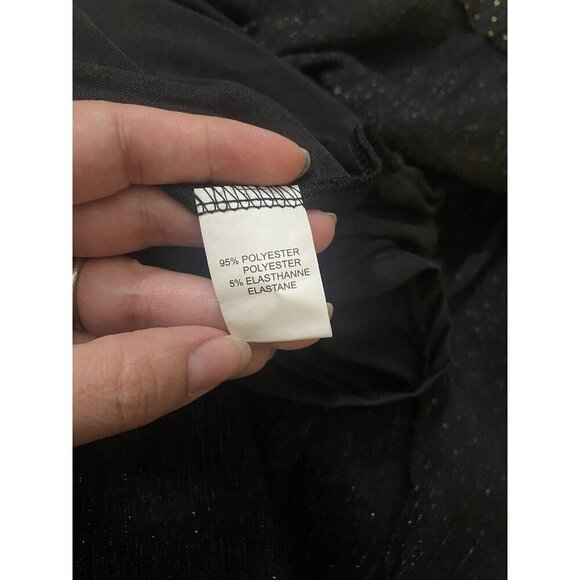 95% POLYESTER
POLYESTER
5% ELASTHANNE
ELASTANE